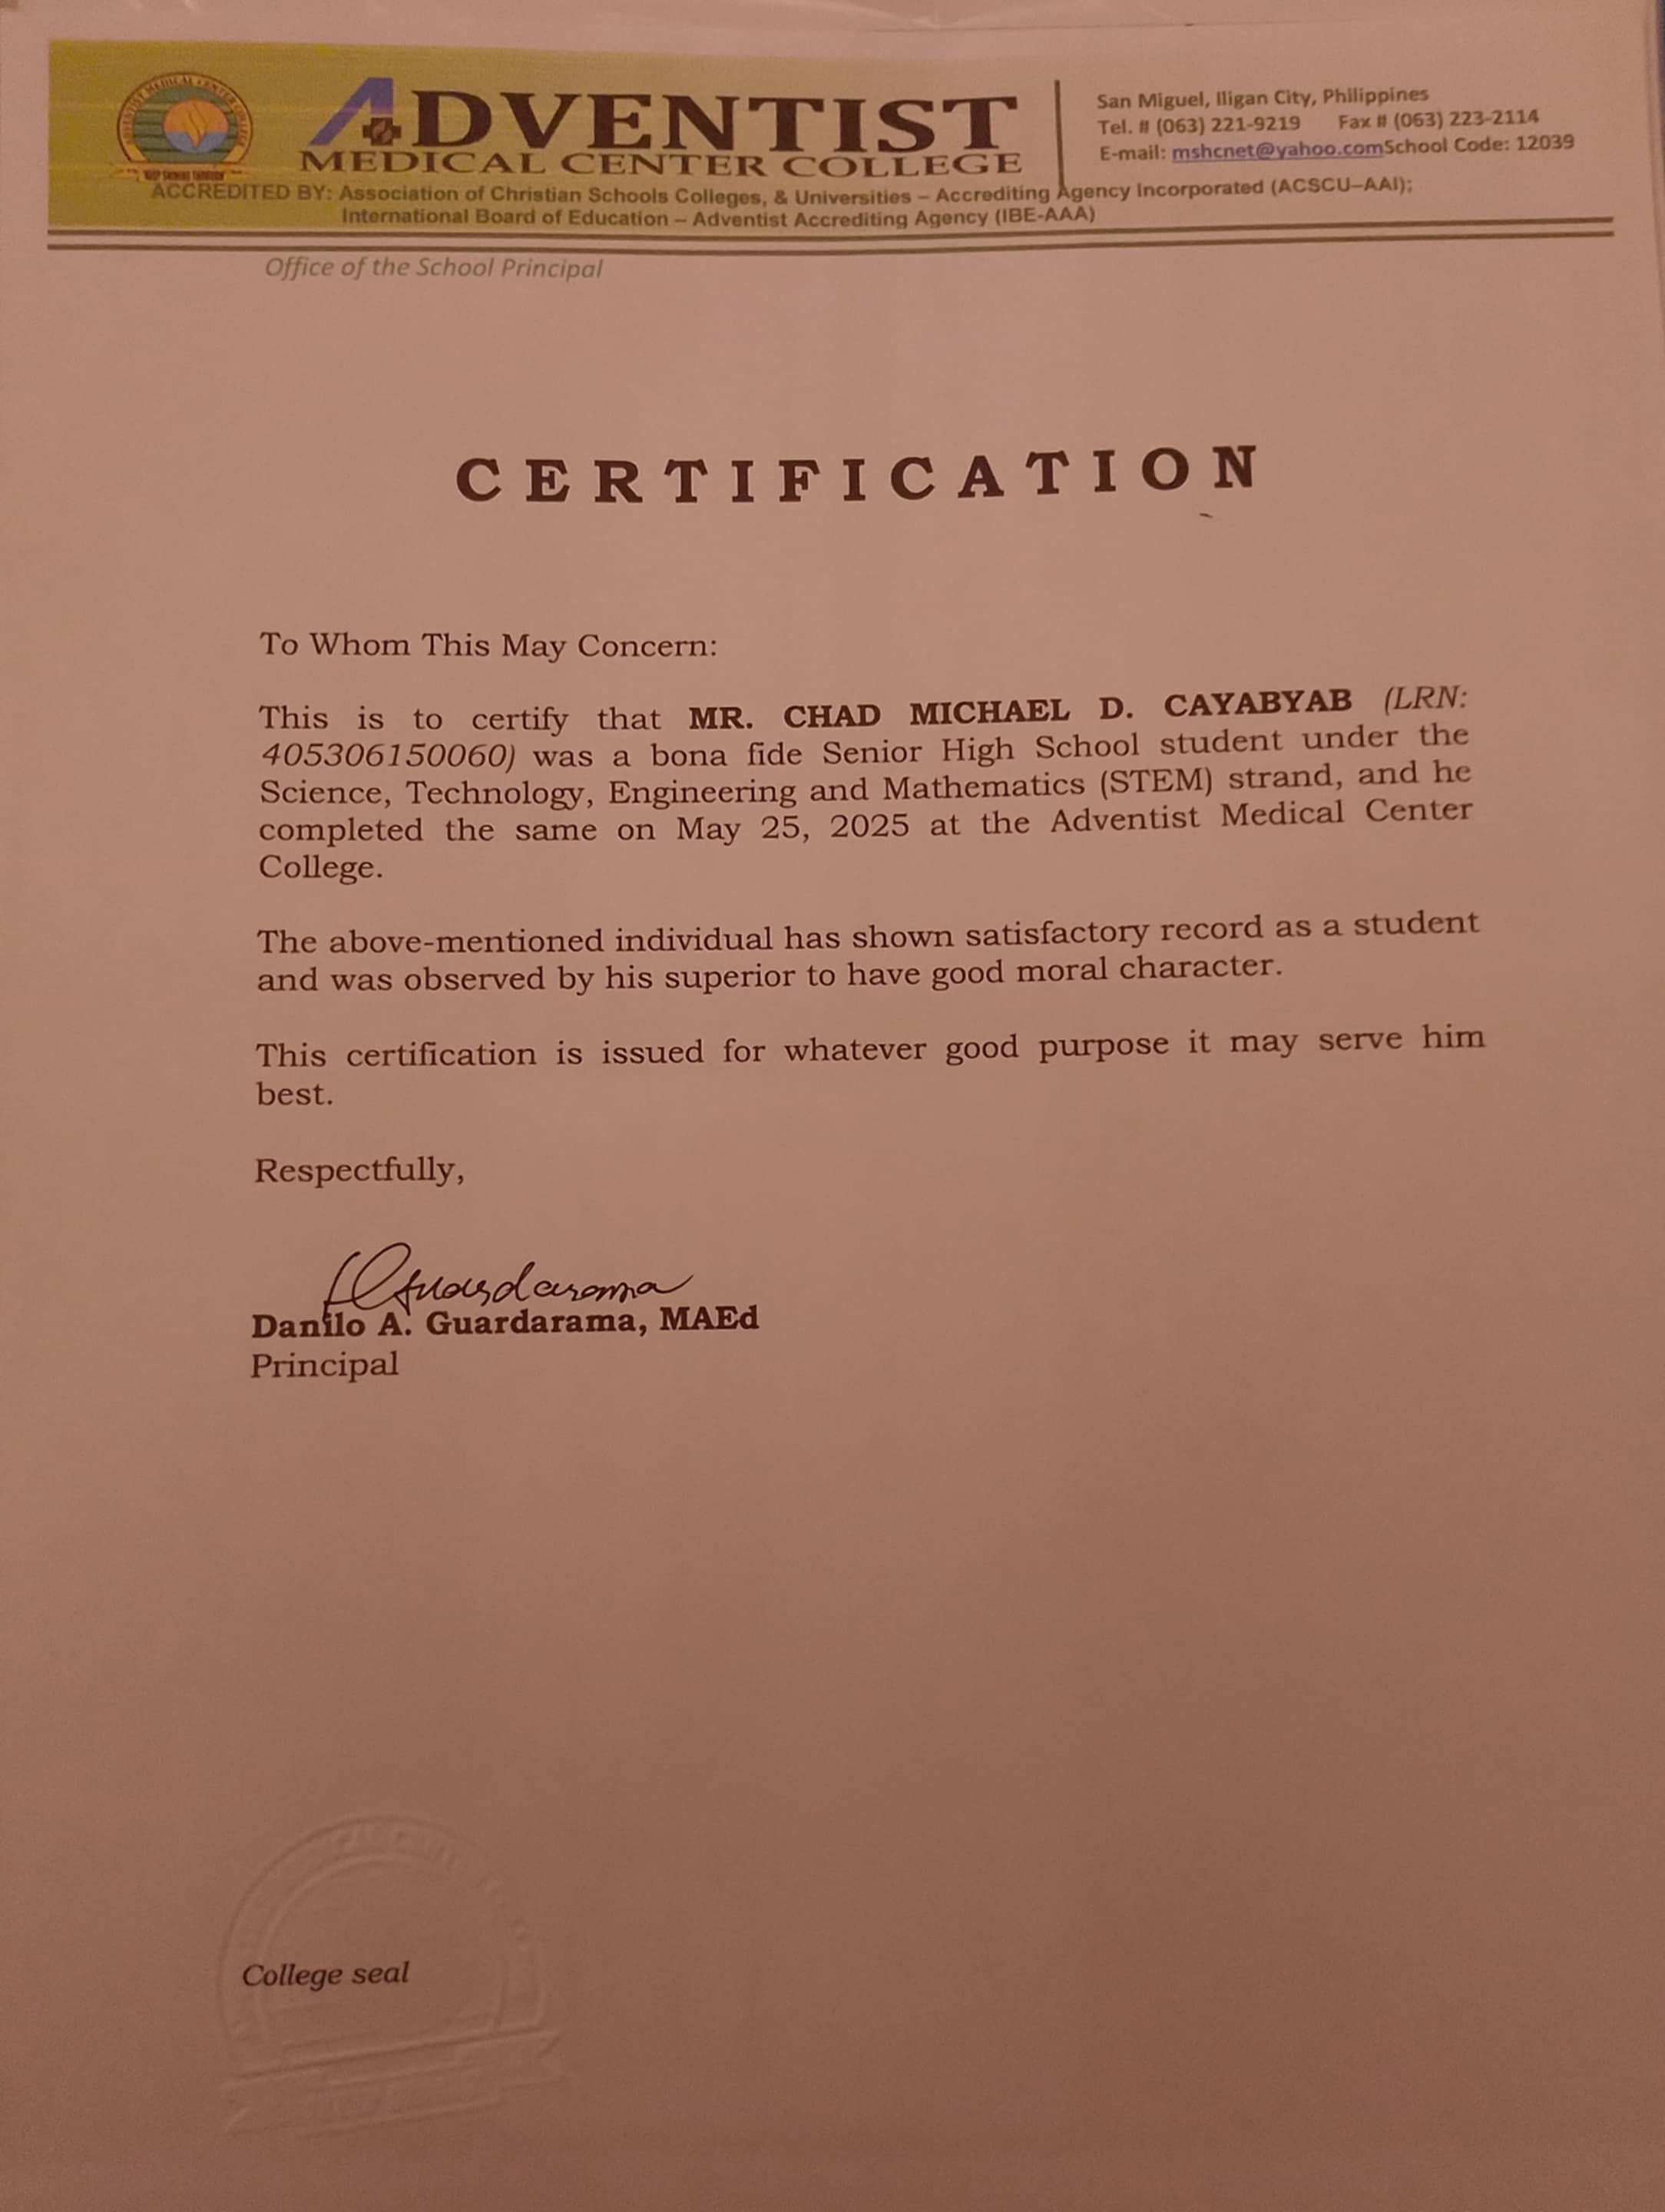 ADVENTIST
MEDICAL CENTER COLLEGE
San Miguel, Iligan City, Philippines
Tel. # (063) 221-9219 Fax # (063) 223-2114
E-mail: mshcnet@yahoo.comSchool Code: 12039
ACCREDITED BY: Association of Christian Schools Colleges, & Universities – Accrediting Agency Incorporated (ACSCU–AAI);
International Board of Education – Adventist Accrediting Agency (IBE-AAA)
Office of the School Principal
CERTIFICATION
To Whom This May Concern:
This is to certify that MR. CHAD MICHAEL D. CAYABYAB (LRN:
405306150060) was a bona fide Senior High School student under the
Science, Technology, Engineering and Mathematics (STEM) strand, and he
completed the same on May 25, 2025 at the Adventist Medical Center
College.
The above-mentioned individual has shown satisfactory record as a student
and was observed by his superior to have good moral character.
This certification is issued for whatever good purpose it may serve him
best.
Respectfully,
Danilo A. Guardarama, MAEd
Principal
College seal